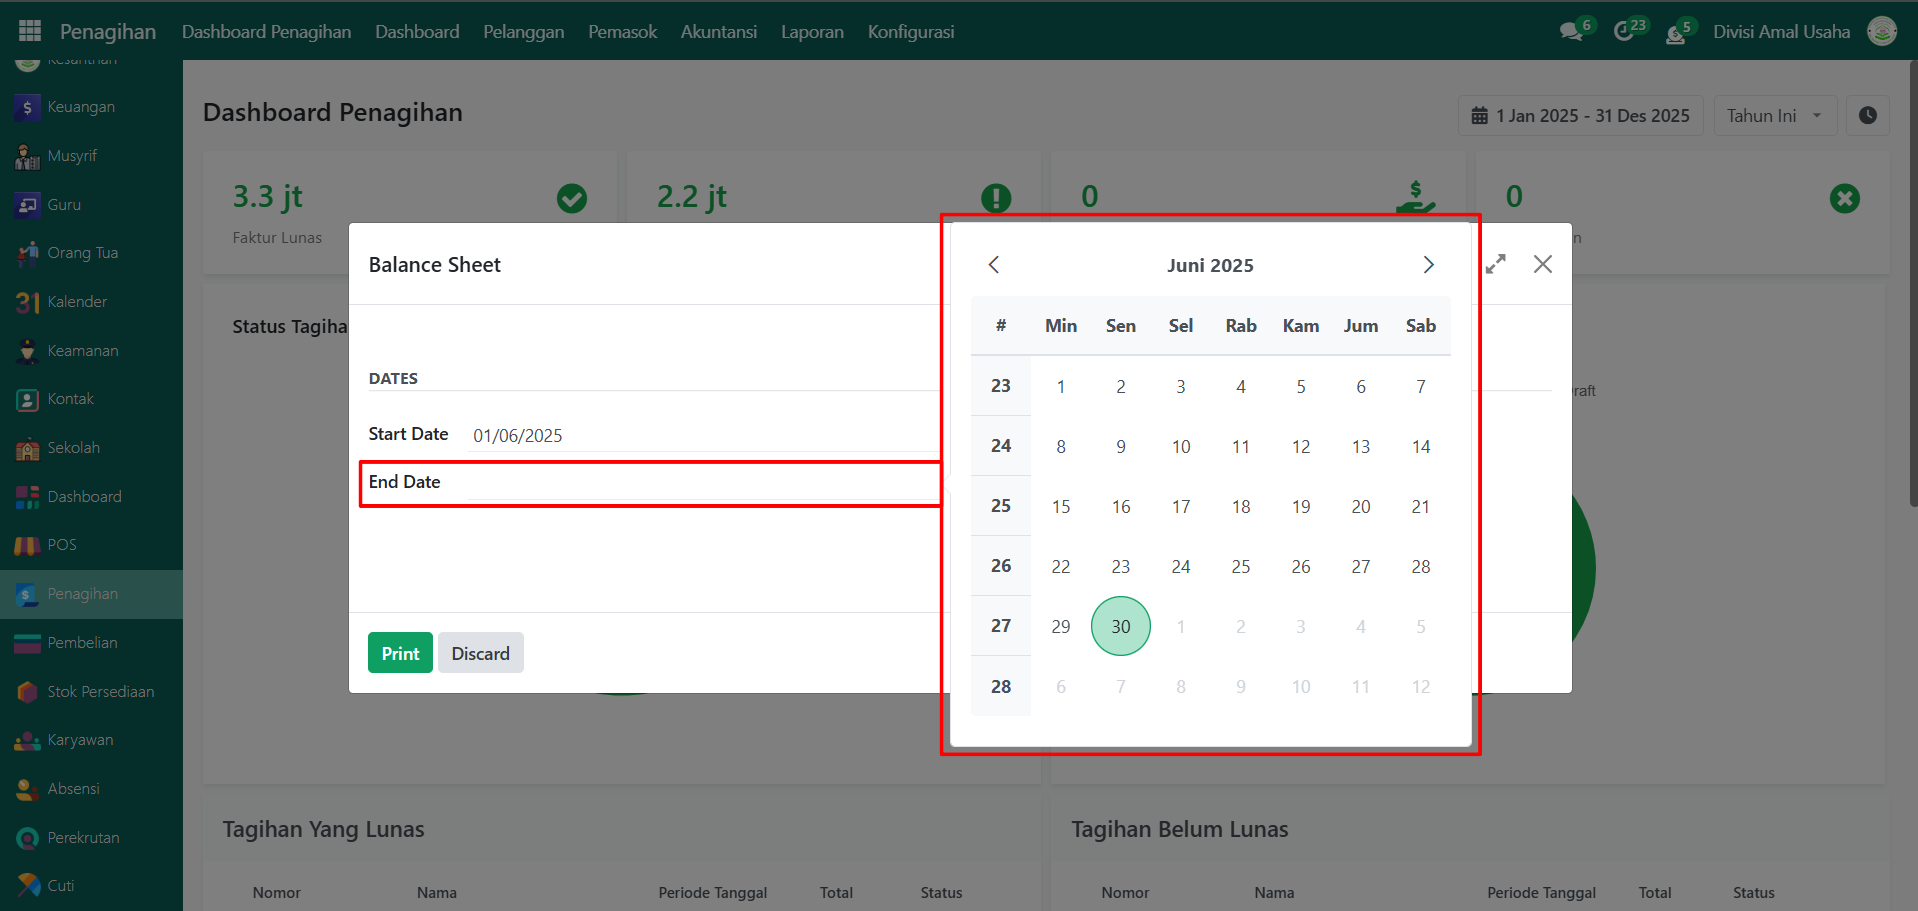 Penagihan Dashboard Penagihan Dashboard Pelanggan Pemasok Akuntansi Laporan Konfigurasi 6 23 5 Divisi Amal Usaha
Keuangan
Musyrif
Guru
Orang Tua
31 Kalender
Keamanan
Kontak
Sekolah
Dashboard
POS
Penagihan
Pembelian
Stok Persediaan
Karyawan
Absensi
Perekrutan
Cuti
Dashboard Penagihan
1 Jan 2025 - 31 Des 2025 Tahun Ini
3.3 jt
Faktur Lunas
2.2 jt
0
0
n
Status Tagiha
raft
Balance Sheet
DATES
Start Date 01/06/2025
End Date
Print Discard
Juni 2025
# Min Sen Sel Rab Kam Jum Sab
23 1 2 3 4 5 6 7
24 8 9 10 11 12 13 14
25 15 16 17 18 19 20 21
26 22 23 24 25 26 27 28
27 29 30 1 2 3 4 5
28 6 7 8 9 10 11 12
Tagihan Yang Lunas
Nomor Nama Periode Tanggal Total Status
Tagihan Belum Lunas
Nomor Nama Periode Tanggal Total Status